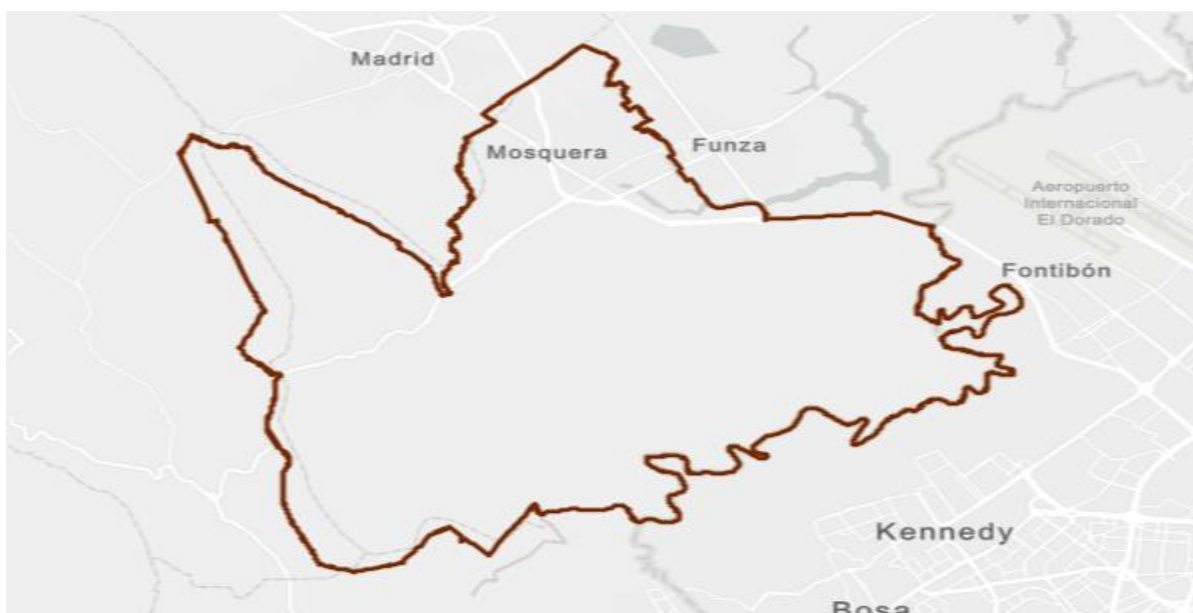 Madrid
Mosquera
Funza
Aeropuerto
Internacional
El Dorado
Fontibón
Kennedy
Bosa